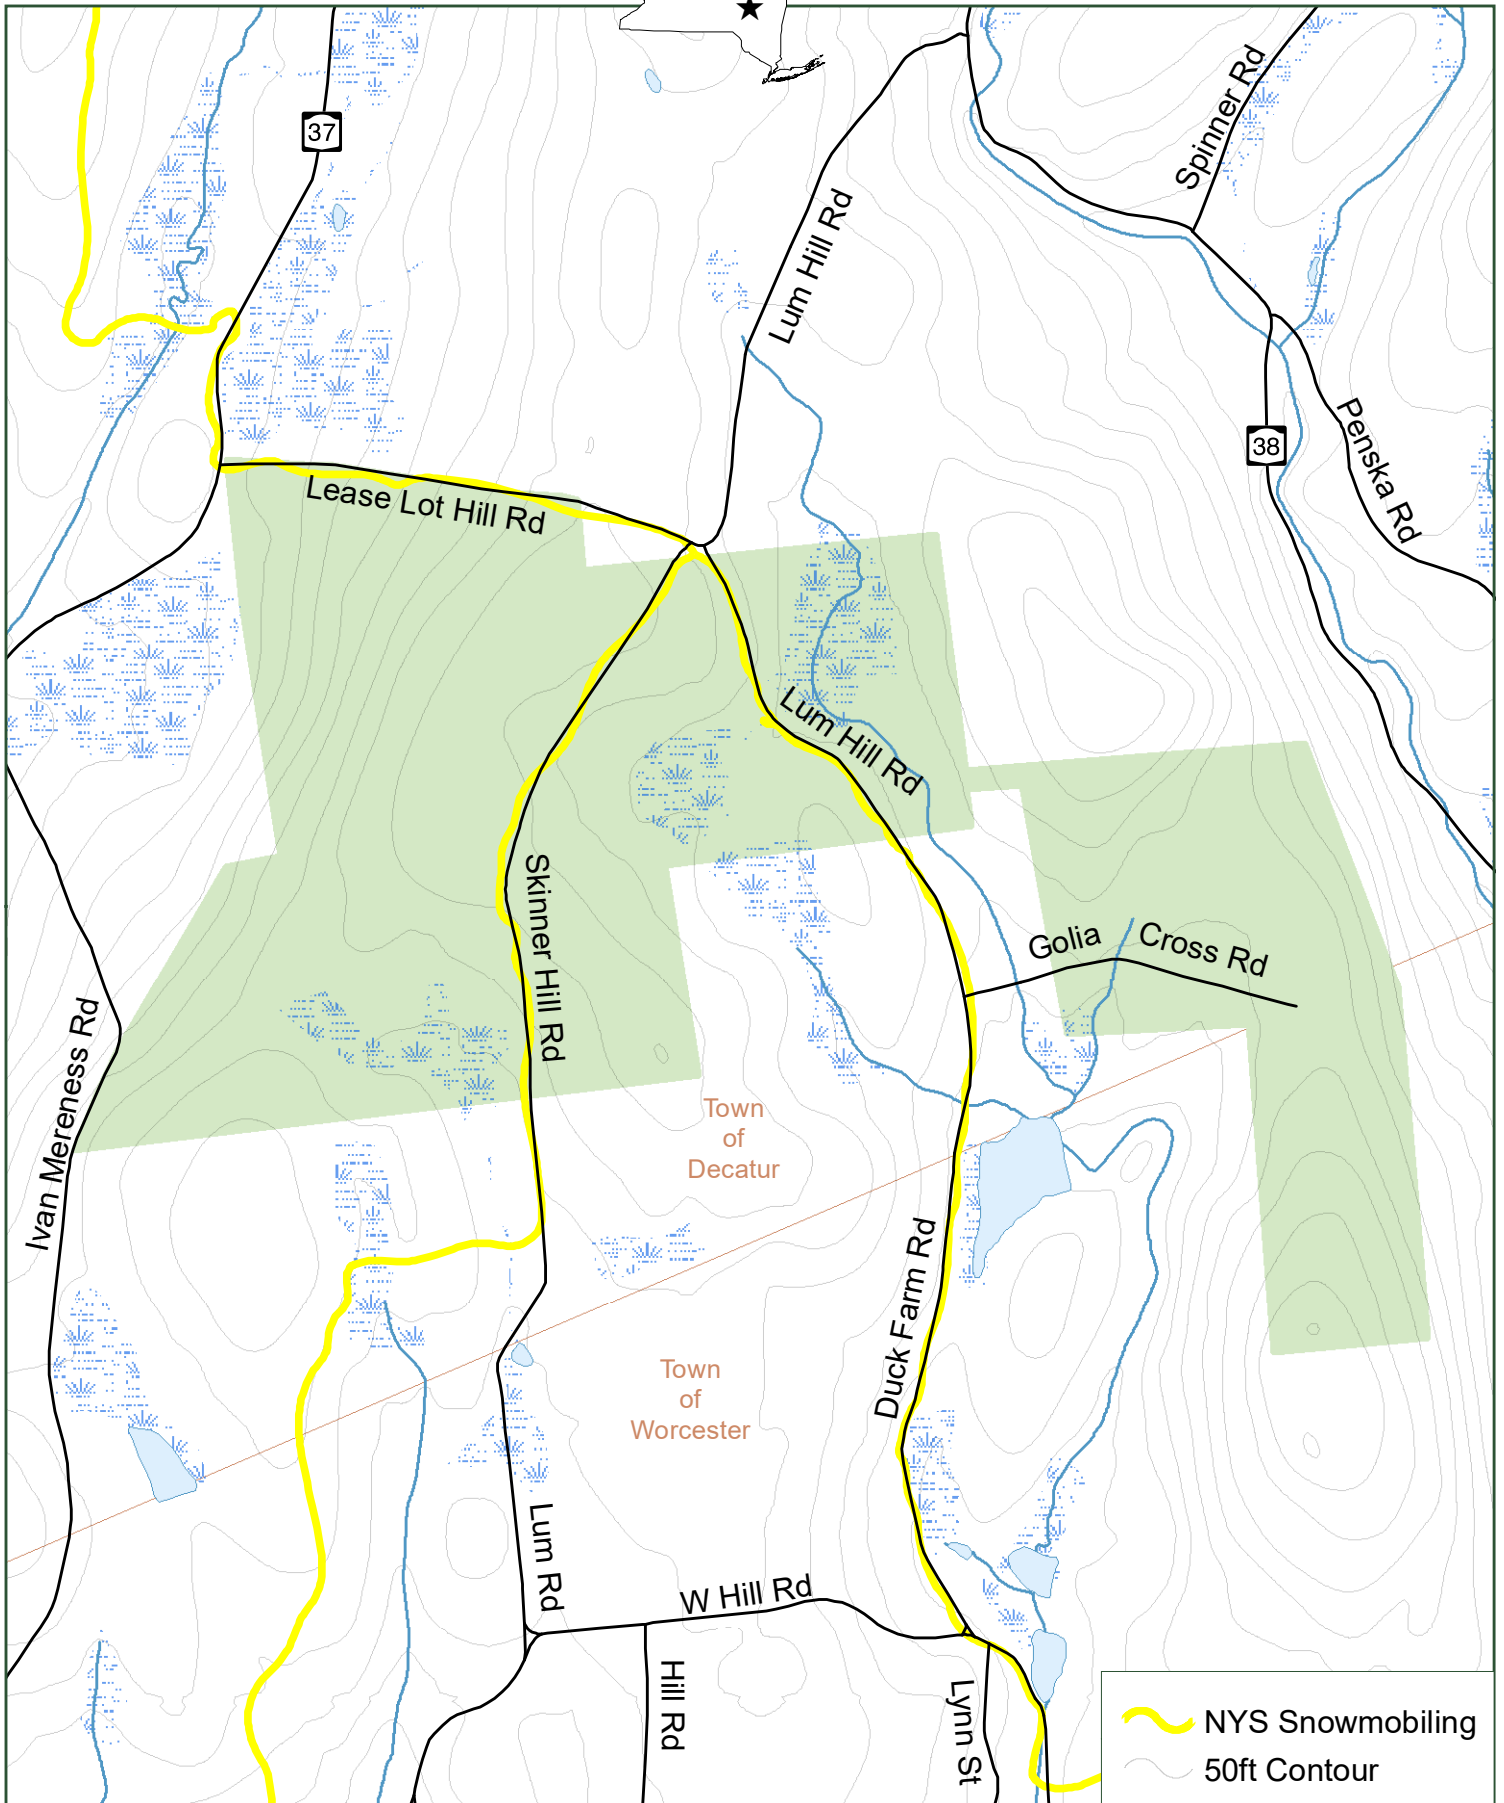 37
Spinner Rd
Lum Hill Rd
38
Penska Rd
Lease Lot Hill Rd
Lum Hill Rd
Skinner Hill Rd
Golia Cross Rd
Ivan Mereness Rd
Town
of
Decatur
Duck Farm Rd
Town
of
Worcester
Lum Rd
W Hill Rd
Hill Rd
Lynn St
NYS Snowmobiling
50ft Contour